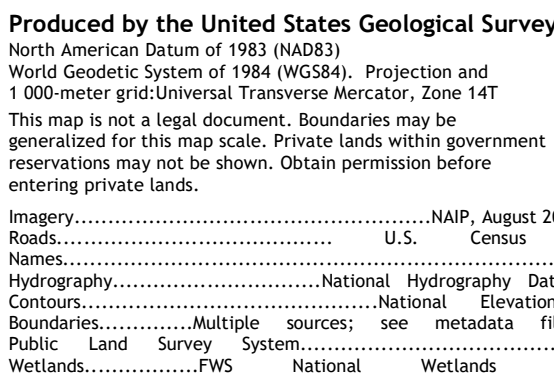 Produced by the United States Geological Survey
North American Datum of 1983 (NAD83)
World Geodetic System of 1984 (WGS84). Projection and
1 000-meter grid:Universal Transverse Mercator, Zone 14T
This map is not a legal document. Boundaries may be
generalized for this map scale. Private lands within government
reservations may not be shown. Obtain permission before
entering private lands.
Imagery..................................................NAIP, August 20
Roads....................................... U.S. Census
Names.....................................................................
Hydrography.............................National Hydrography Dat
Contours..........................................National Elevation
Boundaries..............Multiple sources; see metadata fil
Public Land Survey System....................................
Wetlands.................FWS National Wetlands